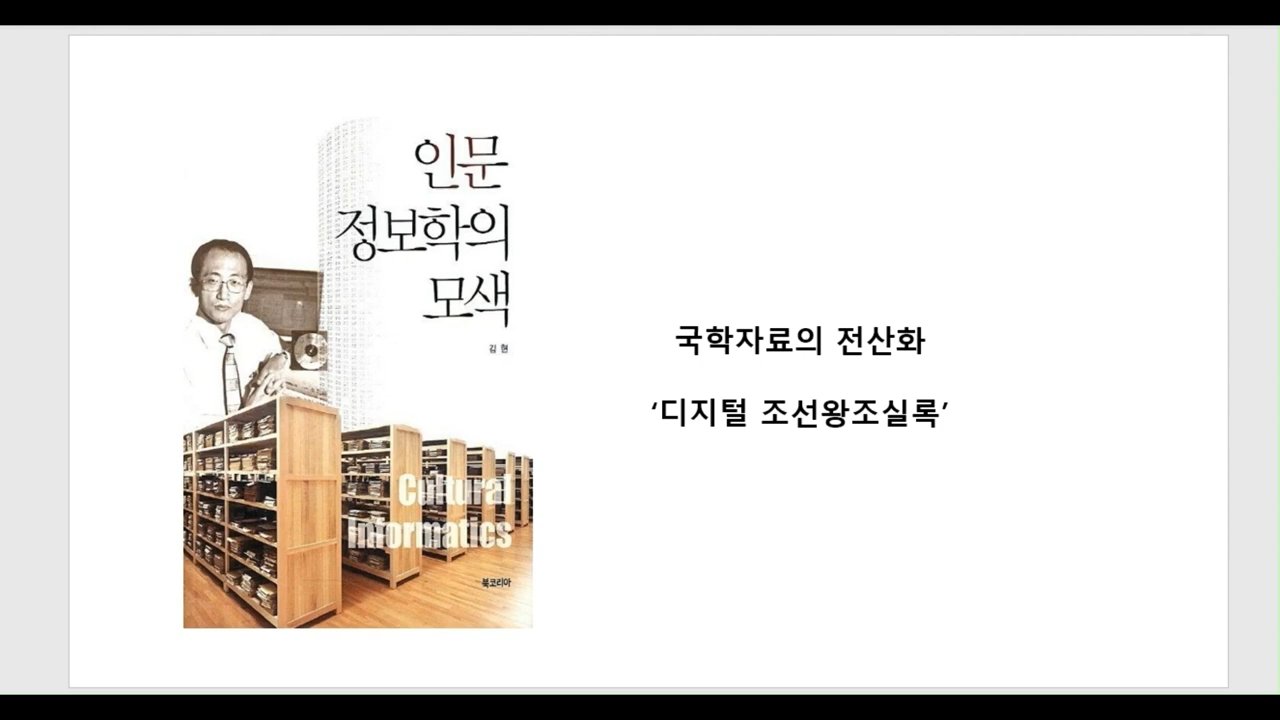 인문
정보학의
모색
김 현
Cultural
Informatics
북코리아
국학자료의 전산화
‘디지털 조선왕조실록’